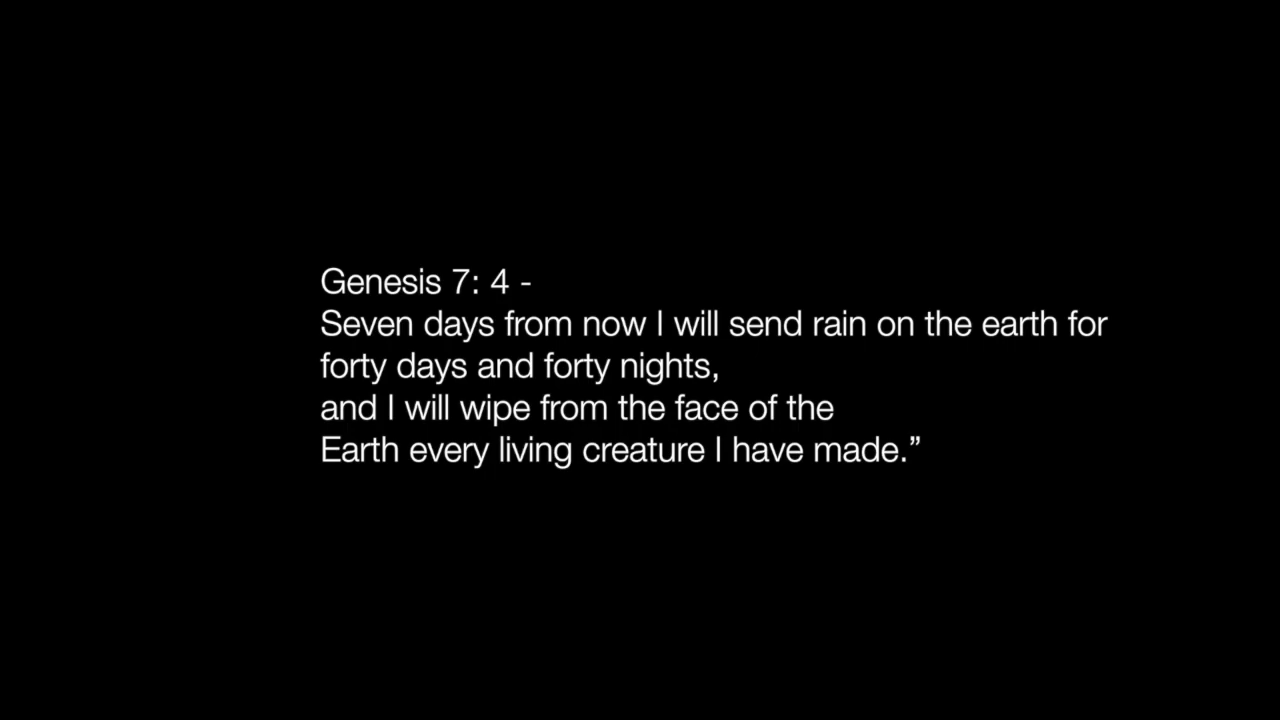 Genesis 7: 4 -
Seven days from now I will send rain on the earth for
forty days and forty nights,
and I will wipe from the face of the
Earth every living creature I have made.”